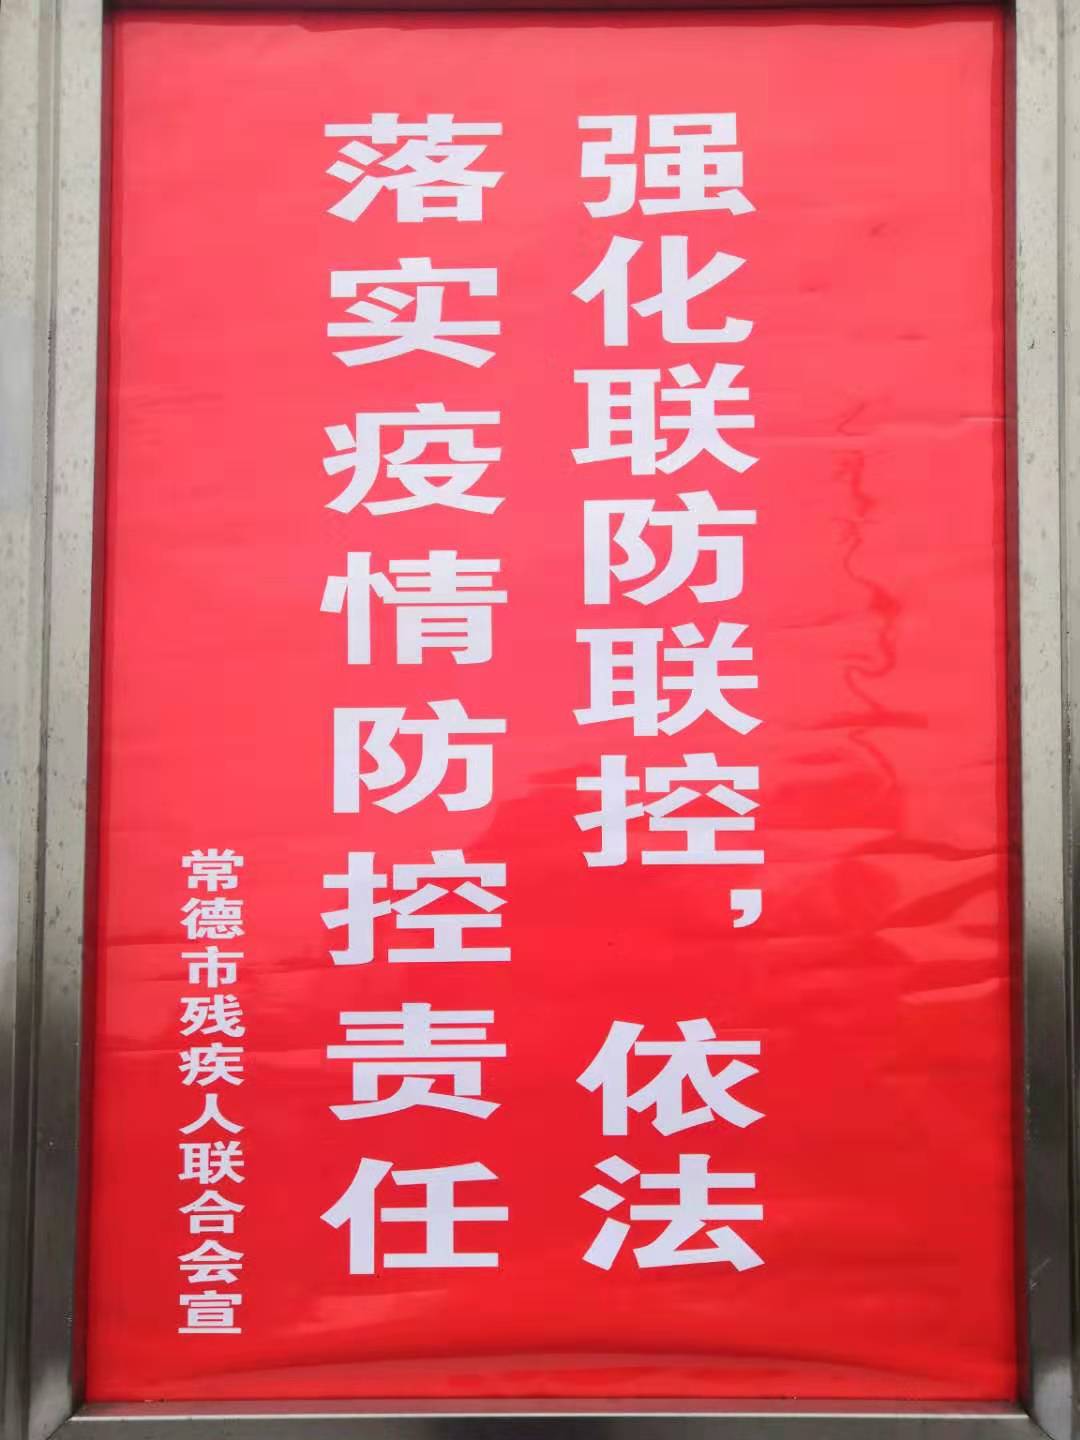 强化联防联控，依法
落实疫情防控责任
常德市残疾人联合会宣